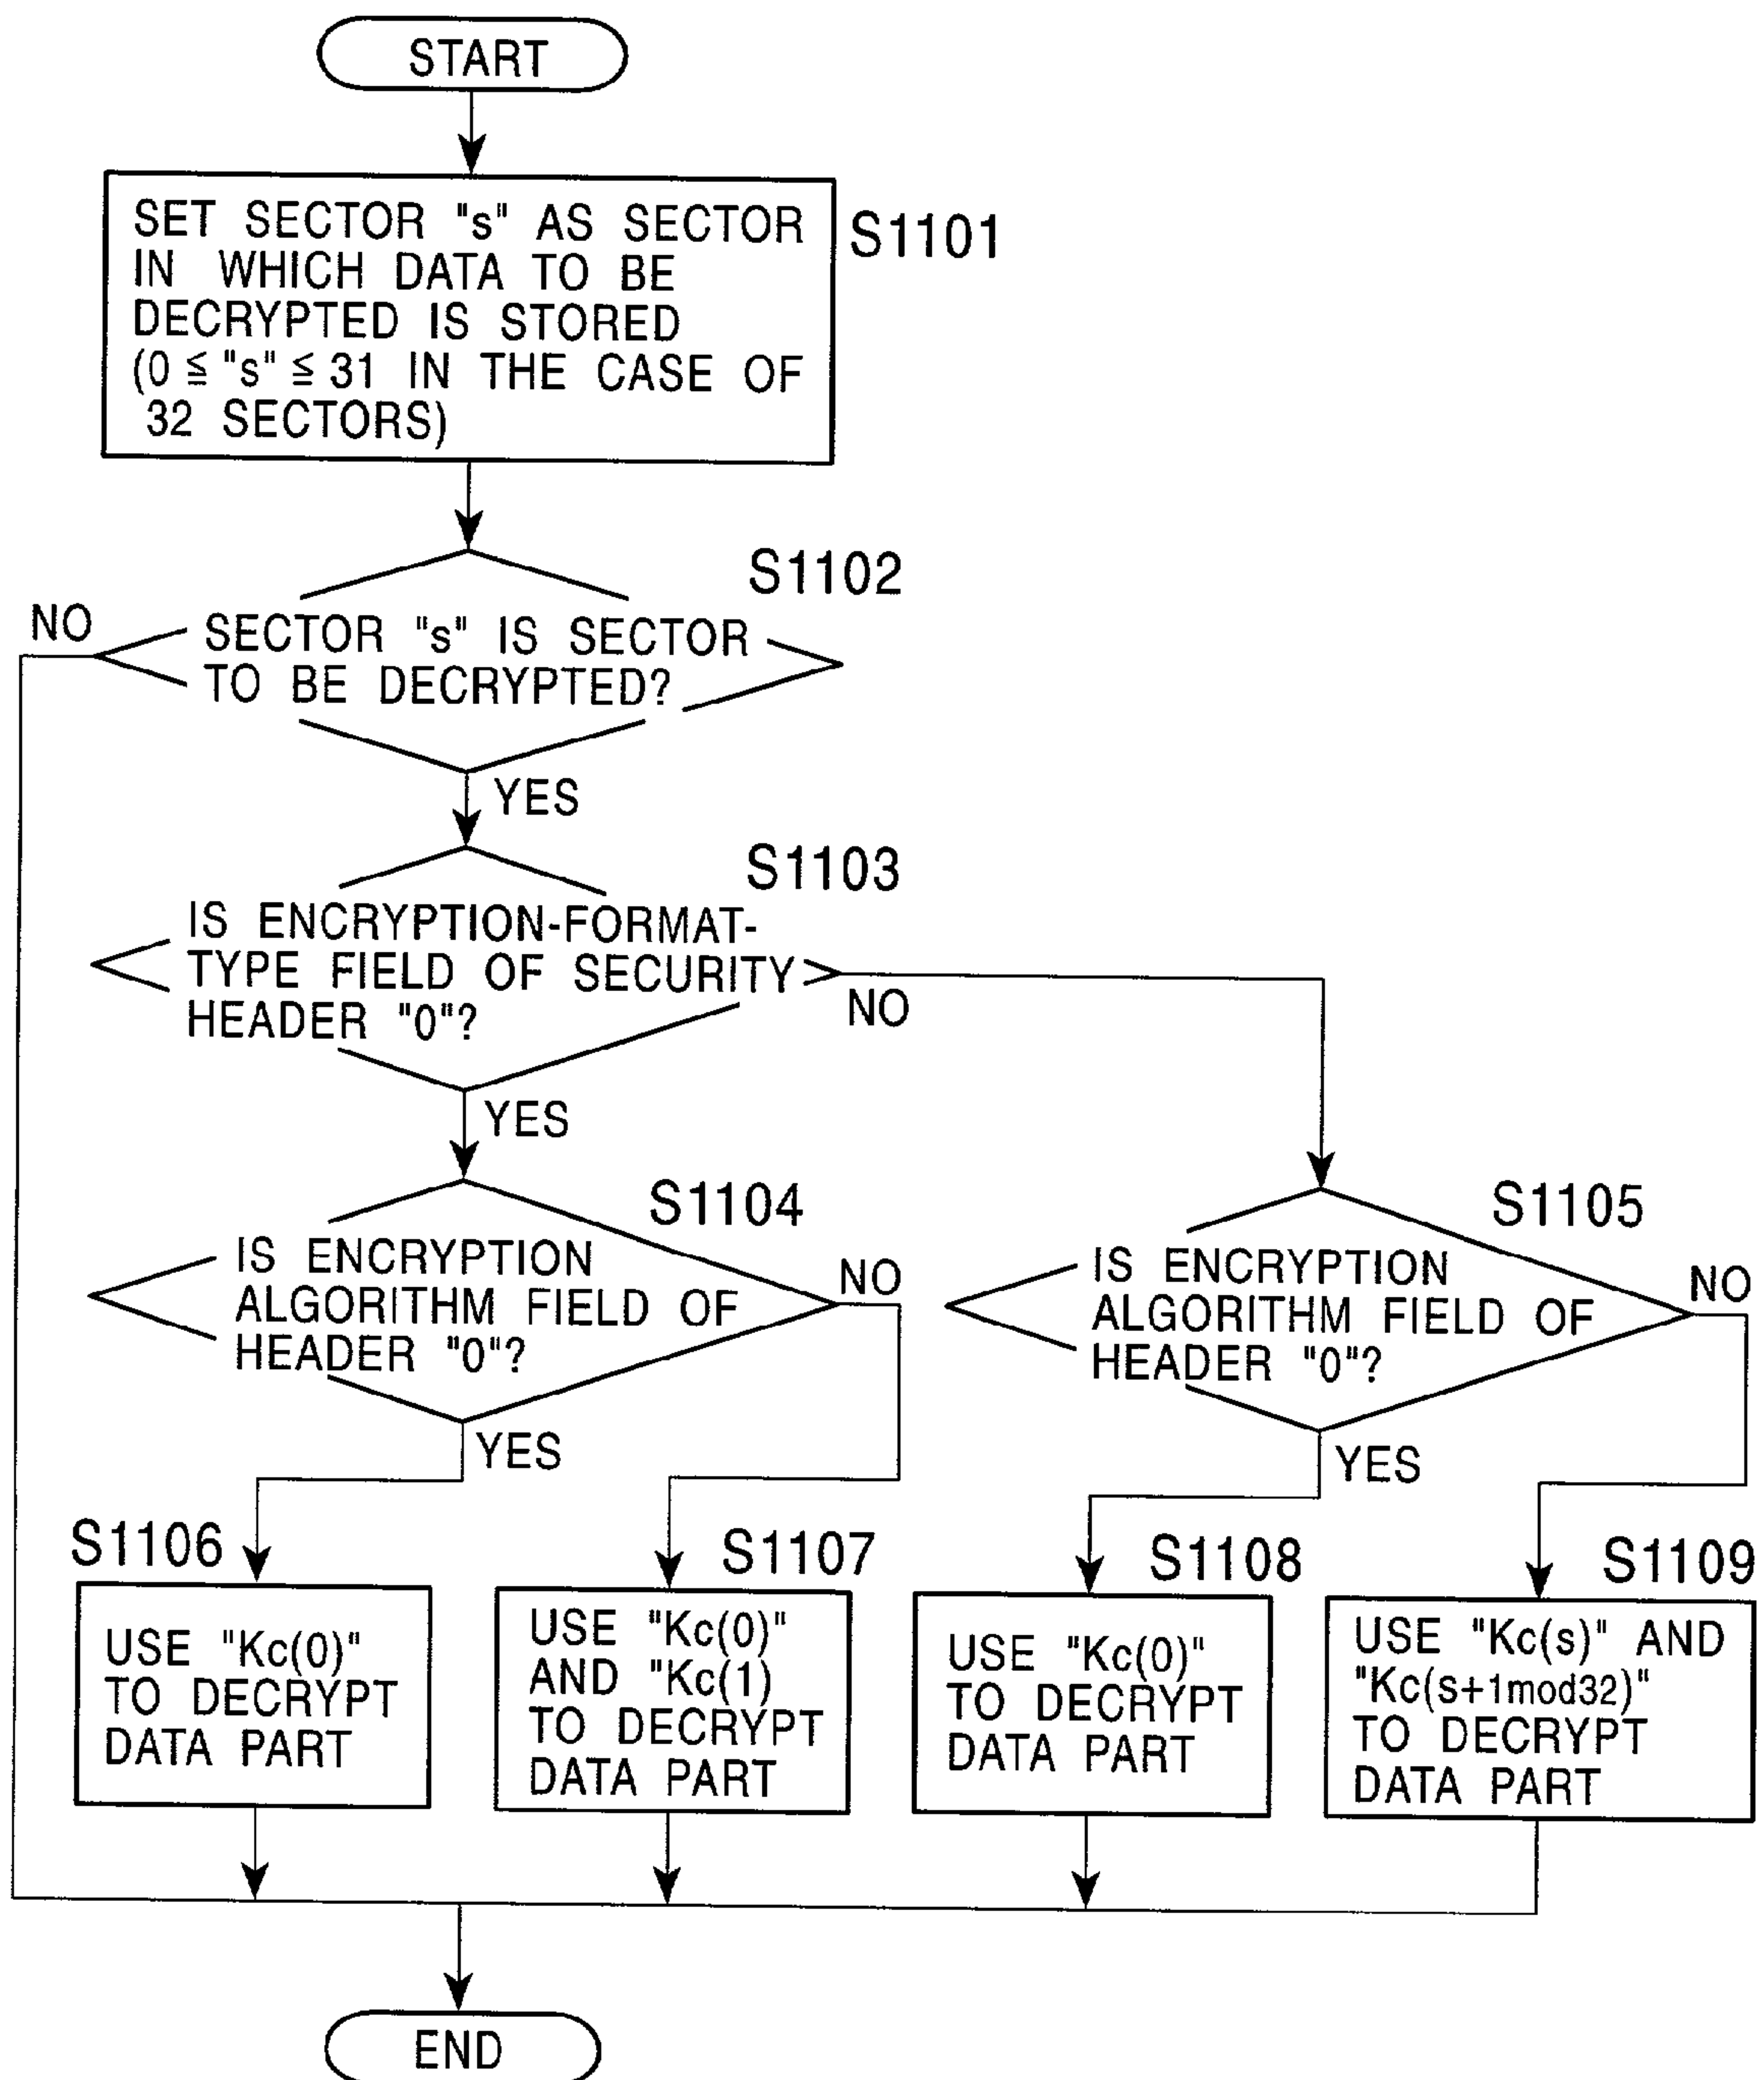 START
SET SECTOR "s" AS SECTOR
IN WHICH DATA TO BE
DECRYPTED IS STORED
(0 ≦ "s" ≦ 31 IN THE CASE OF
32 SECTORS)
S1101
S1102
NO
SECTOR "s" IS SECTOR
TO BE DECRYPTED?
YES
S1103
IS ENCRYPTION-FORMAT-
TYPE FIELD OF SECURITY
HEADER "0"?
NO
YES
S1104
IS ENCRYPTION
ALGORITHM FIELD OF
HEADER "0"?
NO
YES
S1105
IS ENCRYPTION
ALGORITHM FIELD OF
HEADER "0"?
NO
YES
S1106
USE "Kc(0)"
TO DECRYPT
DATA PART
S1107
USE "Kc(0)"
AND "Kc(1)
TO DECRYPT
DATA PART
S1108
USE "Kc(0)"
TO DECRYPT
DATA PART
S1109
USE "Kc(s)" AND
"Kc(s+1mod32)"
TO DECRYPT
DATA PART
END